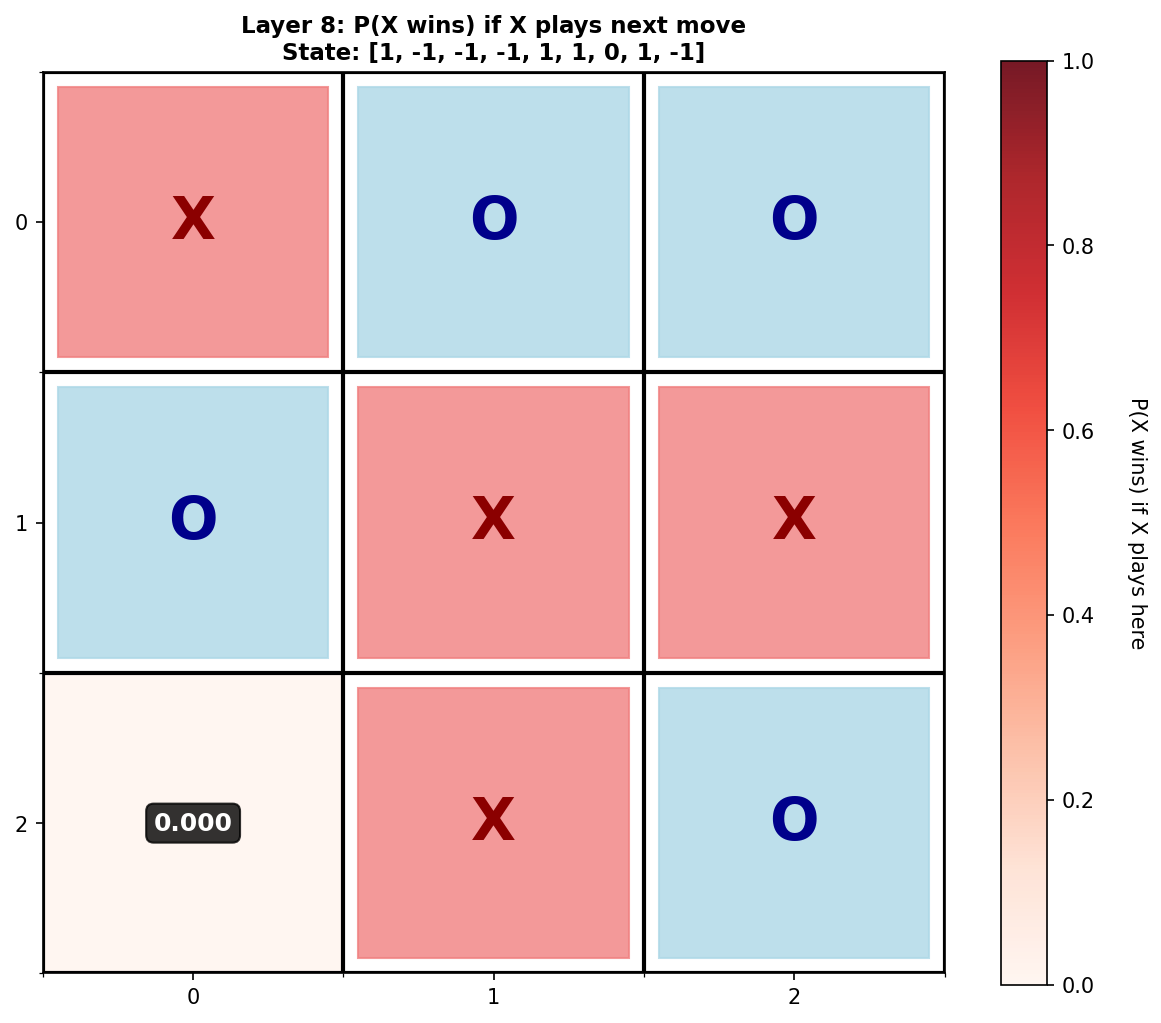 Layer 8: P(X wins) if X plays next move
State: [1, -1, -1, -1, 1, 1, 0, 1, -1]
0
X
O
O
1
O
X
X
2
0.000
X
O
0
1
2
1.0
0.8
0.6
0.4
0.2
0.0
P(X wins) if X plays here